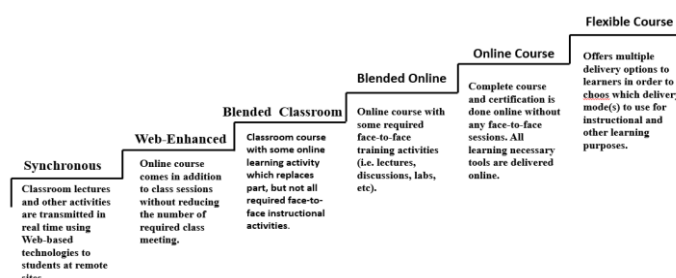 Synchronous
Classroom lectures
and other activities
are transmitted in
real time using
Web-based
technologies to
students at remote
sites
Web-Enhanced
Online course
comes in addition
to class sessions
without reducing
the number of
required class
meeting.
Blended Classroom
Classroom course
with some online
learning activity
which replaces
part, but not all
required face-to-
face instructional
activities.
Blended Online
Online course with
some required
face-to-face
training activities
(i.e. lectures,
discussions, labs,
etc).
Online Course
Complete course
and certification is
done online without
any face-to-face
sessions. All
learning necessary
tools are delivered
online.
Flexible Course
Offers multiple
delivery options to
learners in order to
choos which delivery
mode(s) to use for
instructional and
other learning
purposes.